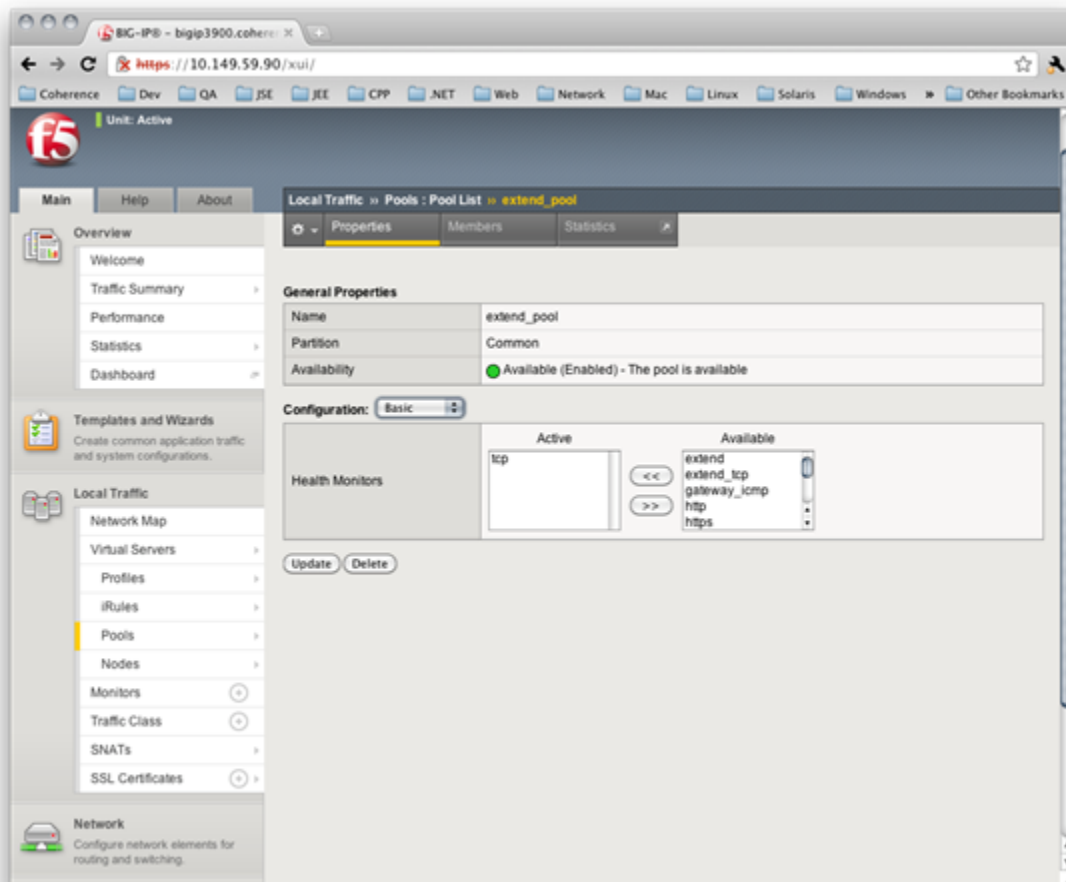 BIG-IP® - bigip3900.cohere
https://10.149.59.90/xui/
Coherence Dev QA JSE JEE CPP .NET Web Network Mac Linux Solaris Windows » Other Bookmarks
f5
Unit: Active
Main Help About
Local Traffic » Pools : Pool List » extend_pool
Properties Members Statistics
Overview
Welcome
Traffic Summary
Performance
Statistics
Dashboard
Templates and Wizards
Create common application traffic
and system configurations.
Local Traffic
Network Map
Virtual Servers
Profiles
iRules
Pools
Nodes
Monitors
Traffic Class
SNATs
SSL Certificates
Network
Configure network elements for
routing and switching.
General Properties
Name extend_pool
Partition Common
Availability Available (Enabled) - The pool is available
Configuration: Basic
Active Available
Health Monitors
tcp
<<
>>
extend
extend_tcp
gateway_icmp
http
https
Update Delete